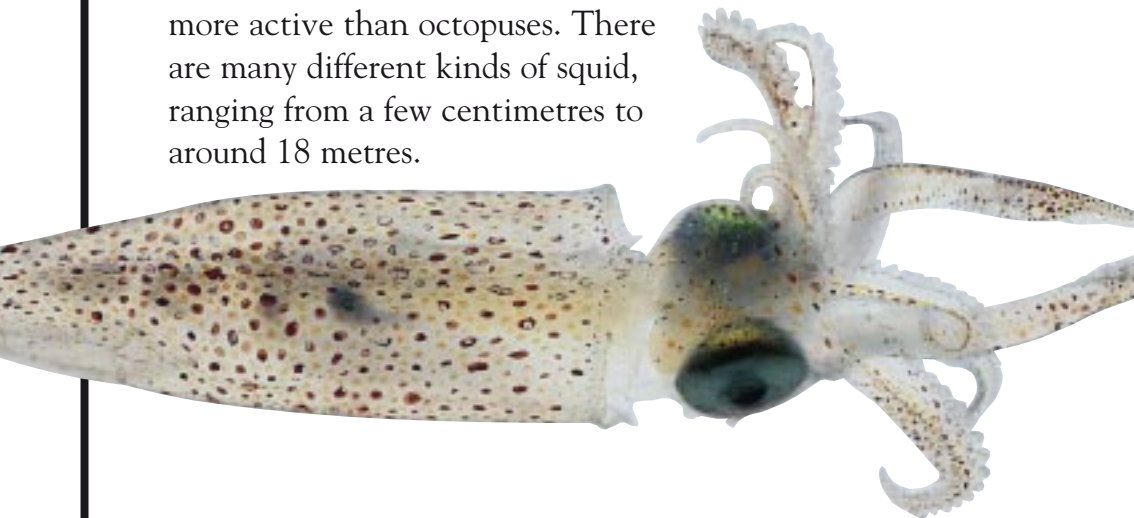 more active than octopuses. There
are many different kinds of squid,
ranging from a few centimetres to
around 18 metres.